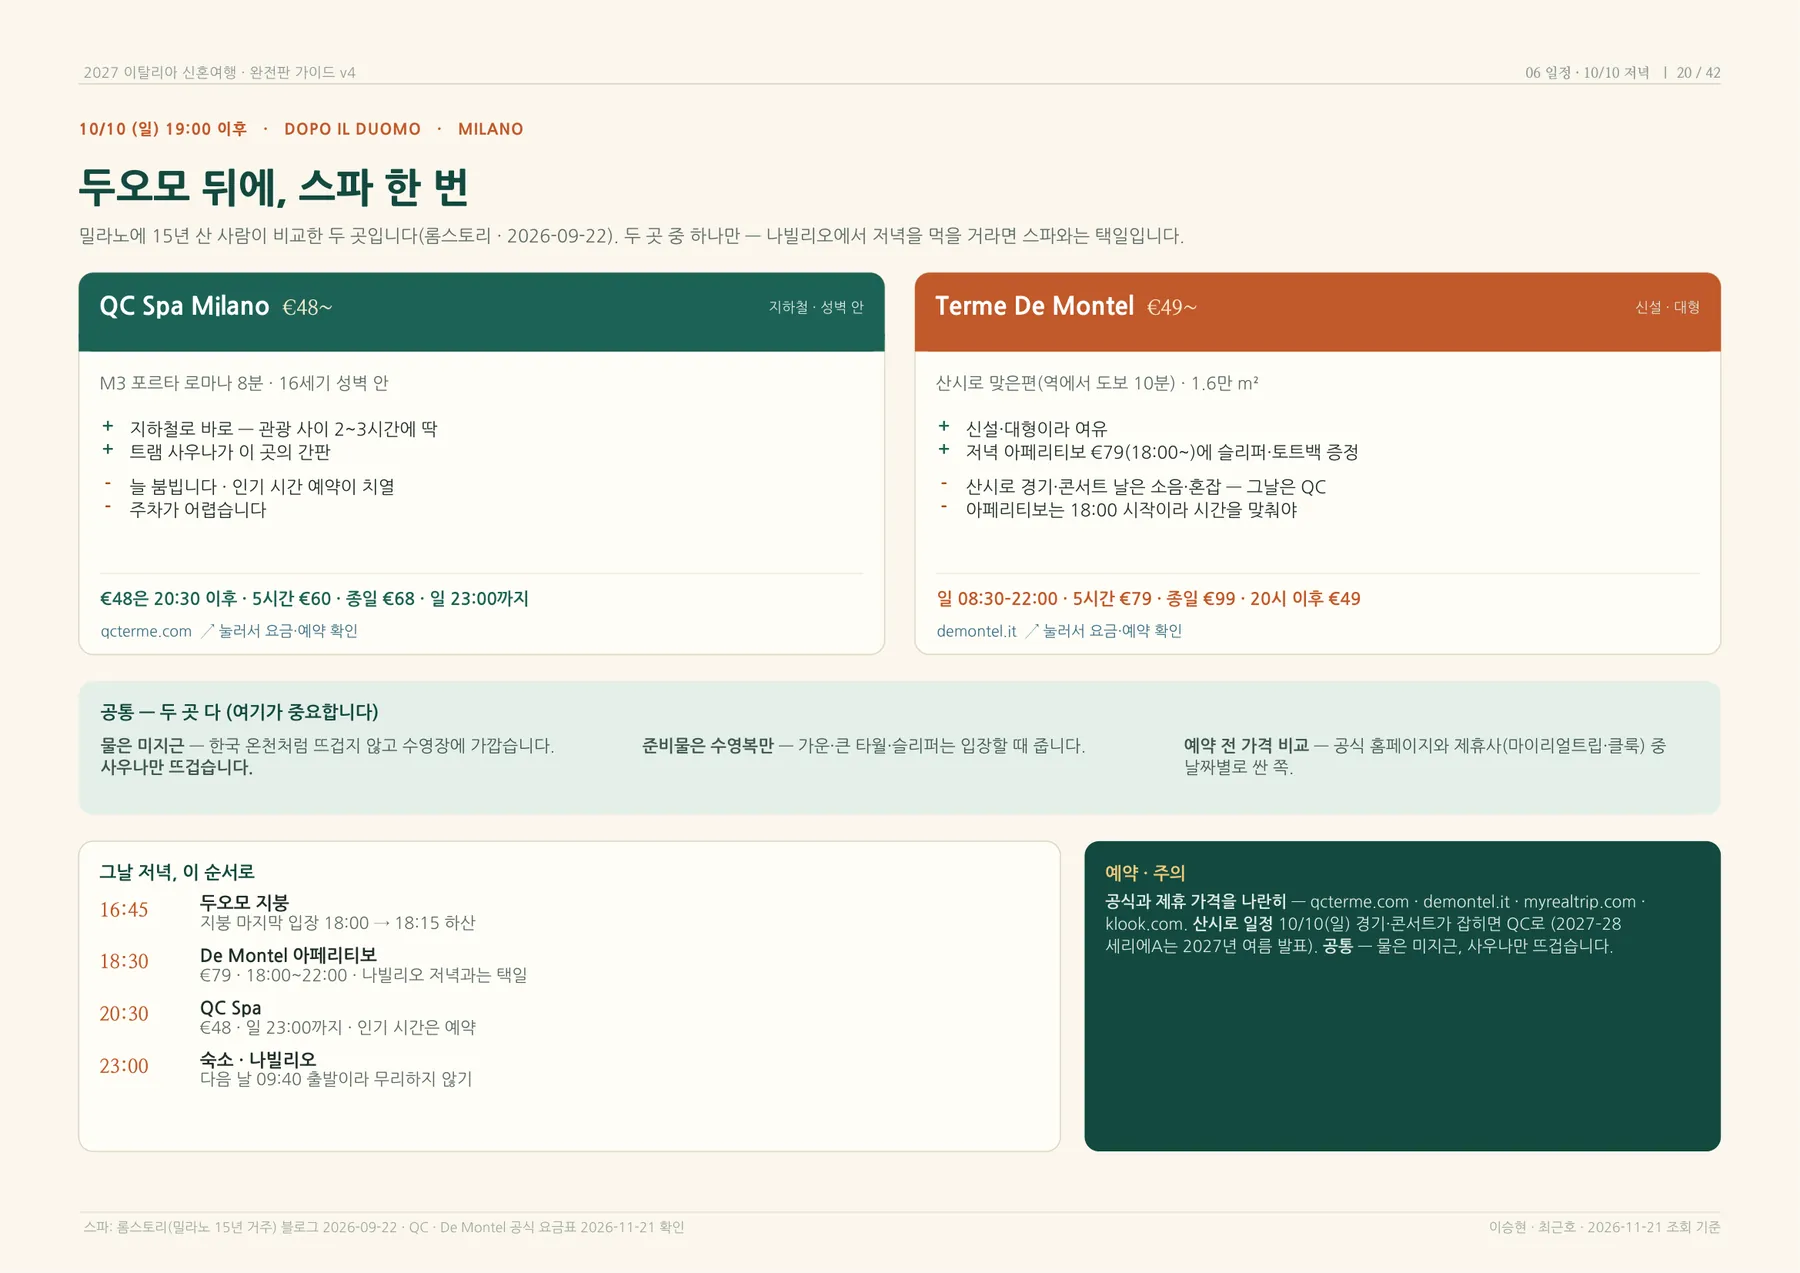 2027 이탈리아 신혼여행 · 완전판 가이드 v4
06 일정 · 10/10 저녁 | 20 / 42
10/10 (일) 19:00 이후 · DOPO IL DUOMO · MILANO
두오모 뒤에, 스파 한 번
밀라노에 15년 산 사람이 비교한 두 곳입니다(롬스토리 · 2026-09-22). 두 곳 중 하나만 — 나빌리오에서 저녁을 먹을 거라면 스파와는 택일입니다.
QC Spa Milano €48~
지하철 · 성벽 안
M3 포르타 로마나 8분 · 16세기 성벽 안
+ 지하철로 바로 — 관광 사이 2~3시간에 딱
+ 트램 사우나가 이 곳의 간판
- 늘 붐빕니다 · 인기 시간 예약이 치열
- 주차가 어렵습니다
€48은 20:30 이후 · 5시간 €60 · 종일 €68 · 일 23:00까지
qcterme.com ↗ 눌러서 요금·예약 확인
Terme De Montel €49~
신설 · 대형
산시로 맞은편(역에서 도보 10분) · 1.6만 m²
+ 신설·대형이라 여유
+ 저녁 아페리티보 €79(18:00~)에 슬리퍼·토트백 증정
- 산시로 경기·콘서트 날은 소음·혼잡 — 그날은 QC
- 아페리티보는 18:00 시작이라 시간을 맞춰야
일 08:30-22:00 · 5시간 €79 · 종일 €99 · 20시 이후 €49
demontel.it ↗ 눌러서 요금·예약 확인
공통 — 두 곳 다 (여기가 중요합니다)
물은 미지근 — 한국 온천처럼 뜨겁지 않고 수영장에 가깝습니다.
사우나만 뜨겁습니다.
준비물은 수영복만 — 가운·큰 타월·슬리퍼는 입장할 때 줍니다.
예약 전 가격 비교 — 공식 홈페이지와 제휴사(마이리얼트립·클룩) 중
날짜별로 싼 쪽.
그날 저녁, 이 순서로
16:45 두오모 지붕
지붕 마지막 입장 18:00 → 18:15 하산
18:30 De Montel 아페리티보
€79 · 18:00~22:00 · 나빌리오 저녁과는 택일
20:30 QC Spa
€48 · 일 23:00까지 · 인기 시간은 예약
23:00 숙소 · 나빌리오
다음 날 09:40 출발이라 무리하지 않기
예약 · 주의
공식과 제휴 가격을 나란히 — qcterme.com · demontel.it · myrealtrip.com ·
klook.com. 산시로 일정 10/10(일) 경기·콘서트가 잡히면 QC로 (2027-28
세리에A는 2027년 여름 발표). 공통 — 물은 미지근, 사우나만 뜨겁습니다.
스파: 롬스토리(밀라노 15년 거주) 블로그 2026-09-22 · QC · De Montel 공식 요금표 2026-11-21 확인
이승현 · 최근호 · 2026-11-21 조회 기준